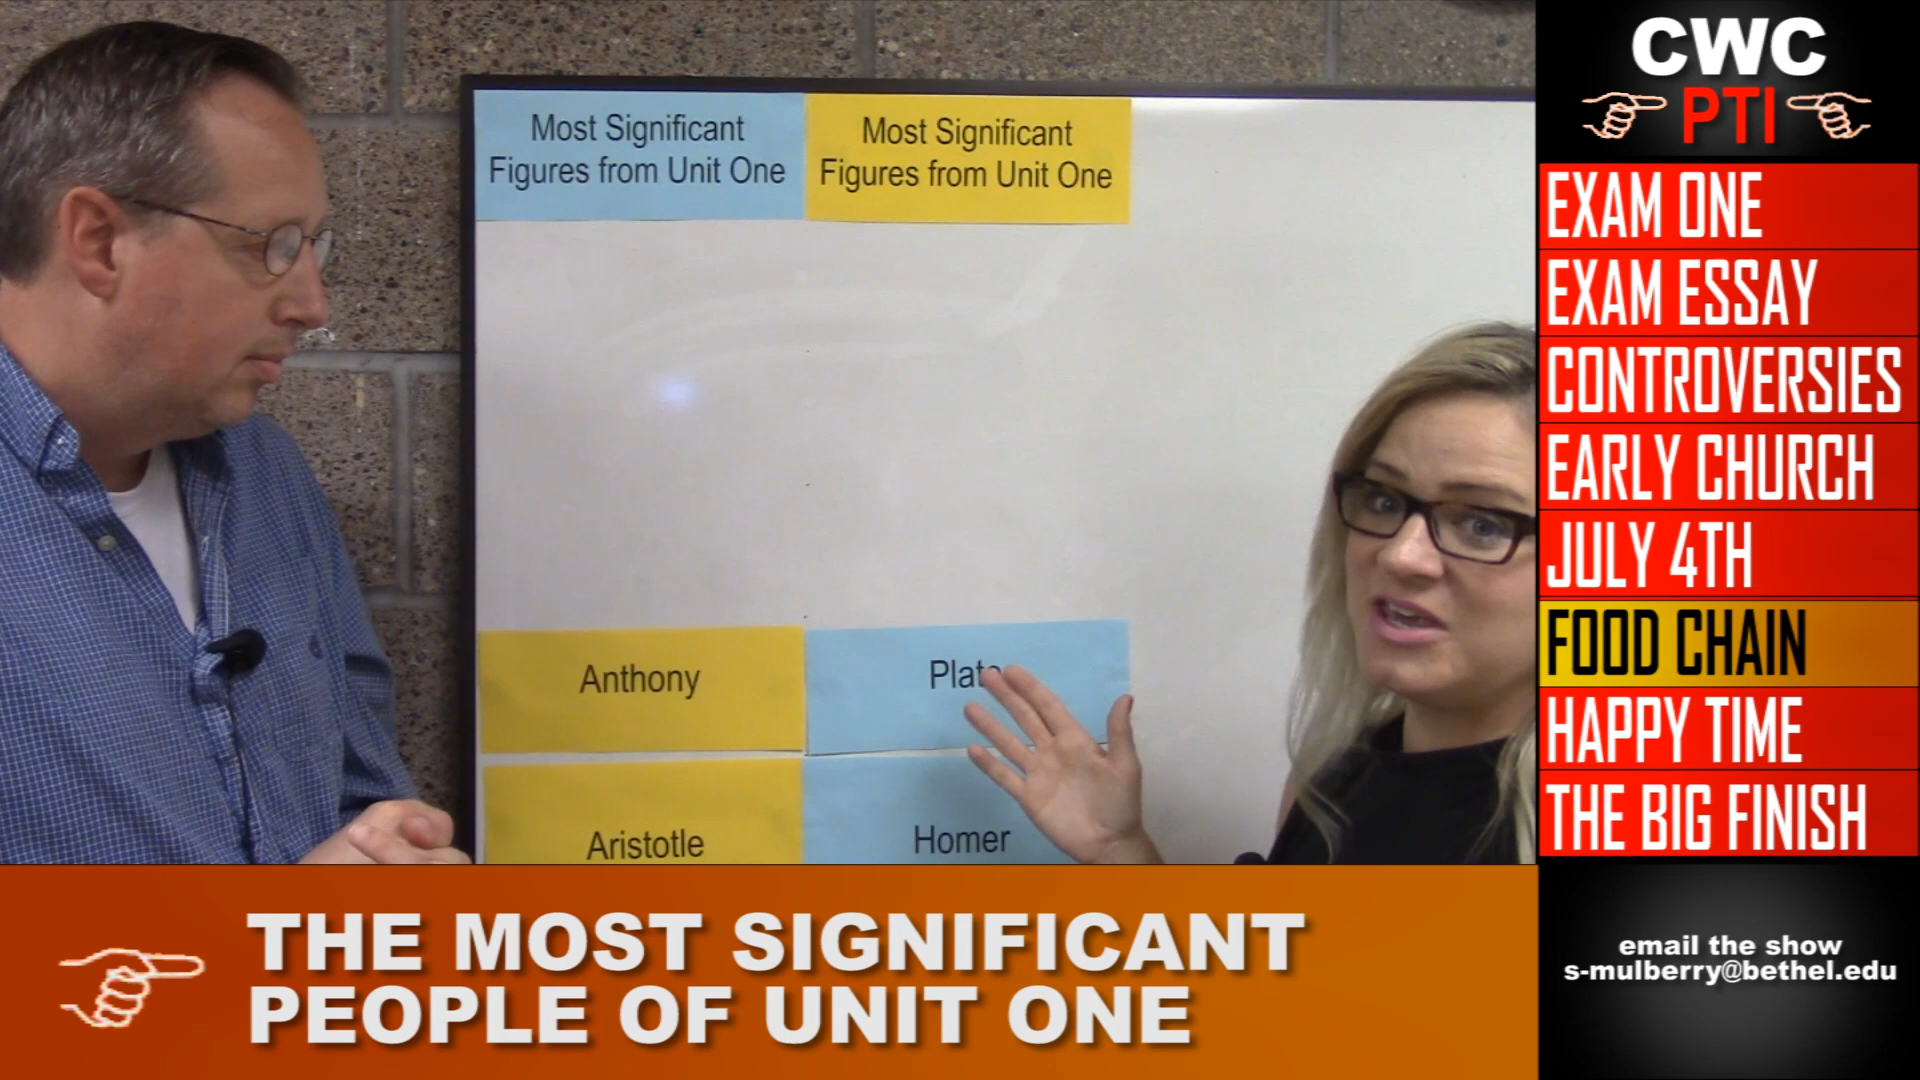 Most Significant
Figures from Unit One
Most Significant
Figures from Unit One
Anthony
Plato
Aristotle
Homer
CWC
PTI
EXAM ONE
EXAM ESSAY
CONTROVERSIES
EARLY CHURCH
JULY 4TH
FOOD CHAIN
HAPPY TIME
THE BIG FINISH
email the show
s-mulberry@bethel.edu
THE MOST SIGNIFICANT
PEOPLE OF UNIT ONE